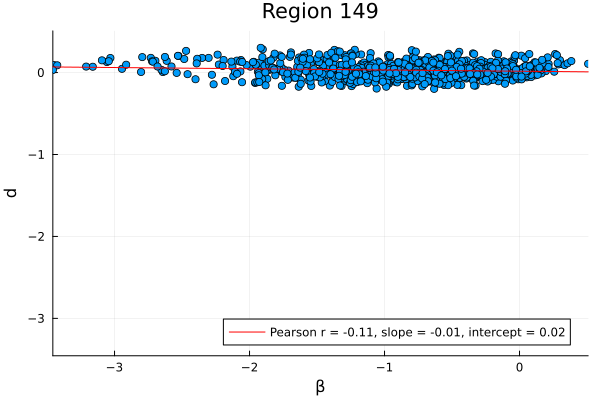 Region 149
0
−1
−2
−3
d
Pearson r = -0.11, slope = -0.01, intercept = 0.02
−3 −2 −1 0
β